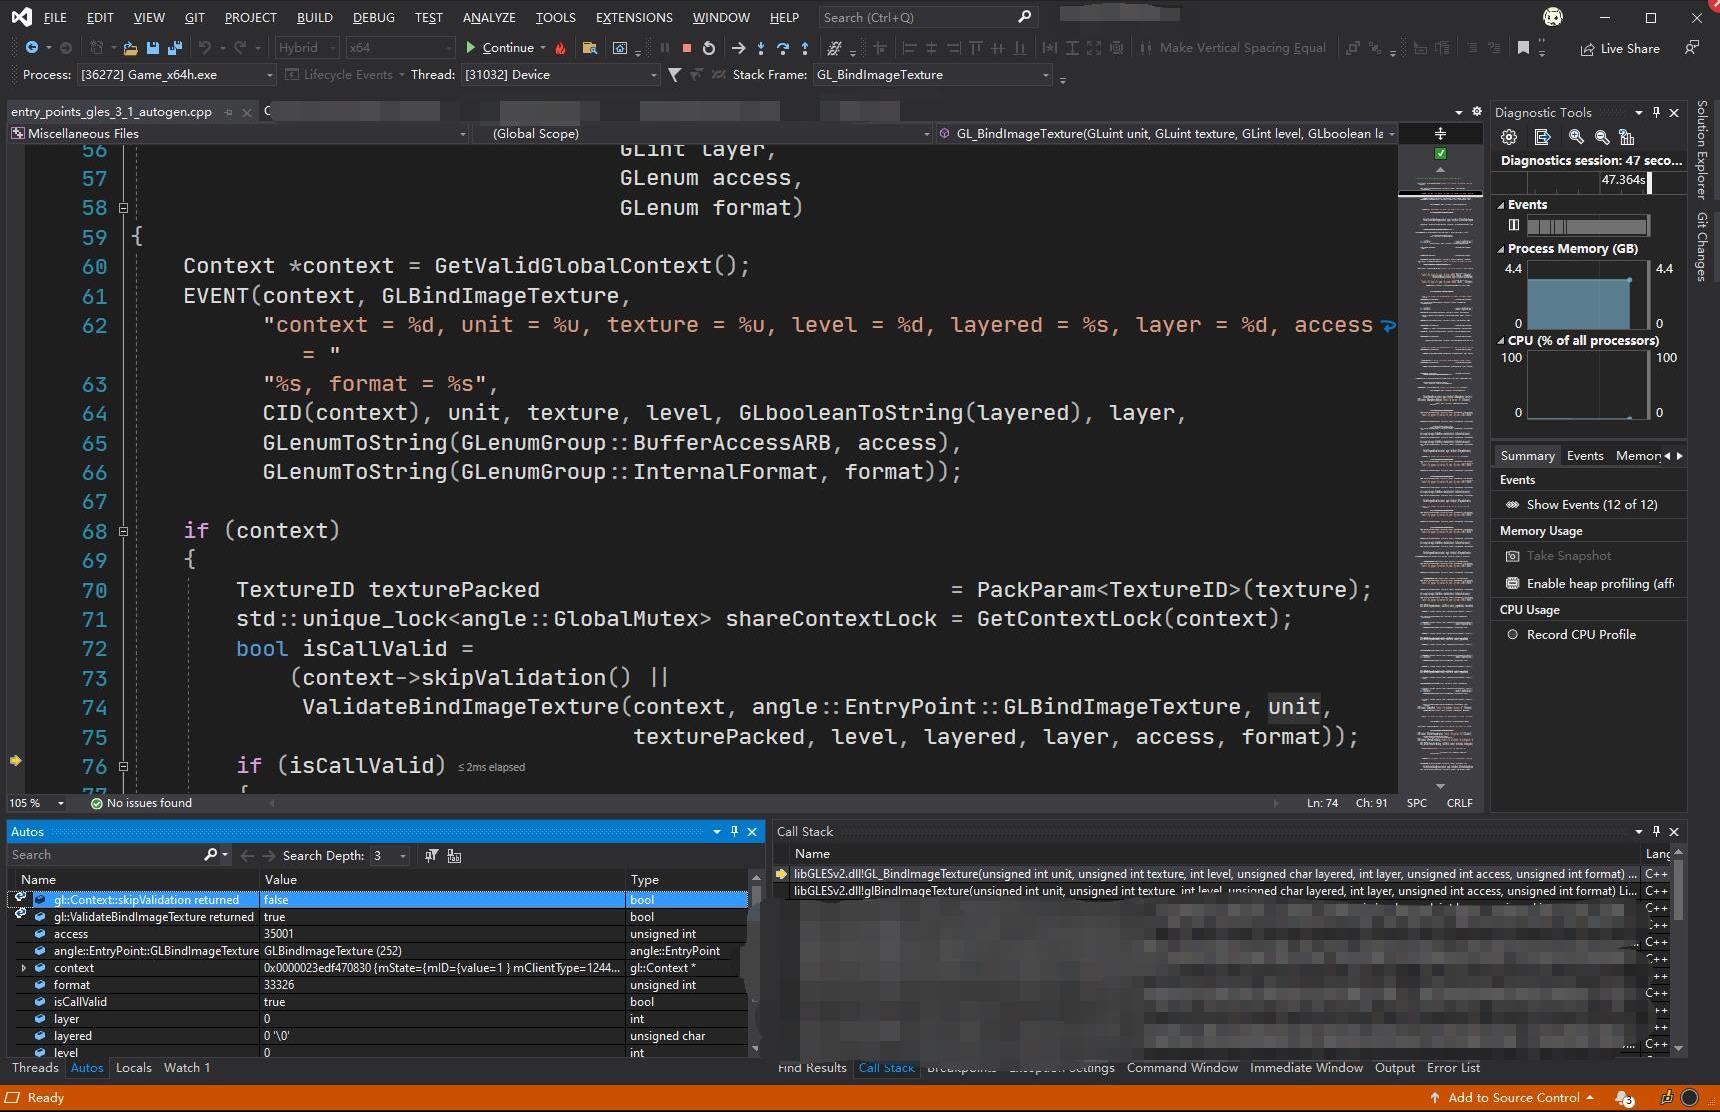 FILE EDIT VIEW GIT PROJECT BUILD DEBUG TEST ANALYZE TOOLS EXTENSIONS WINDOW HELP Search (Ctrl+Q)
Hybrid x64 Continue Make Vertical Spacing Equal Live Share
Process: [36272] Game_x64h.exe Lifecycle Events Thread: [31032] Device Stack Frame: GL_BindImageTexture
entry_points_gles_3_1_autogen.cpp
Miscellaneous Files (Global Scope) GL_BindImageTexture(GLuint unit, GLuint texture, GLint level, GLboolean la
56 GLint layer,
57 GLenum access,
58 GLenum format)
59 {
60 Context *context = GetValidGlobalContext();
61 EVENT(context, GLBindImageTexture,
62 "context = %d, unit = %u, texture = %u, level = %d, layered = %s, layer = %d, access
= "
63 "%s, format = %s",
64 CID(context), unit, texture, level, GLbooleanToString(layered), layer,
65 GLenumToString(GLenumGroup::BufferAccessARB, access),
66 GLenumToString(GLenumGroup::InternalFormat, format));
67
68 if (context)
69 {
70 TextureID texturePacked = PackParam<TextureID>(texture);
71 std::unique_lock<angle::GlobalMutex> shareContextLock = GetContextLock(context);
72 bool isCallValid =
73 (context->skipValidation() ||
74 ValidateBindImageTexture(context, angle::EntryPoint::GLBindImageTexture, unit,
75 texturePacked, level, layered, layer, access, format));
76 if (isCallValid) ≤ 2ms elapsed
77 {
105 % No issues found Ln: 74 Ch: 91 SPC CRLF
Diagnostic Tools
Diagnostics session: 47 seco...
47.364s
Events
Process Memory (GB)
4.4 4.4
0 0
CPU (% of all processors)
100 100
0 0
Summary Events Memory
Events
Show Events (12 of 12)
Memory Usage
Take Snapshot
Enable heap profiling (affe
CPU Usage
Record CPU Profile
Solution Explorer
Git Changes
Autos
Search Search Depth: 3
Name Value Type
gl::Context::skipValidation returned false bool
gl::ValidateBindImageTexture returned true bool
access 35001 unsigned int
angle::EntryPoint::GLBindImageTexture GLBindImageTexture (252) angle::EntryPoint
context 0x0000023edf470830 {mState={mID={value=1 } mClientType=1244... gl::Context *
format 33326 unsigned int
isCallValid true bool
layer 0 int
layered 0 '\0' unsigned char
level 0 int
Threads Autos Locals Watch 1
Call Stack
Name Lang
libGLESv2.dll!GL_BindImageTexture(unsigned int unit, unsigned int texture, int level, unsigned char layered, int layer, unsigned int access, unsigned int format) ... C++
libGLESv2.dll!glBindImageTexture(unsigned int unit, unsigned int texture, int level, unsigned char layered, int layer, unsigned int access, unsigned int format) Li... C++
C++
C++
C++
C++
C++
C++
C++
C++
... C++
Find Results Call Stack Breakpoints Exception Settings Command Window Immediate Window Output Error List
Ready Add to Source Control 3